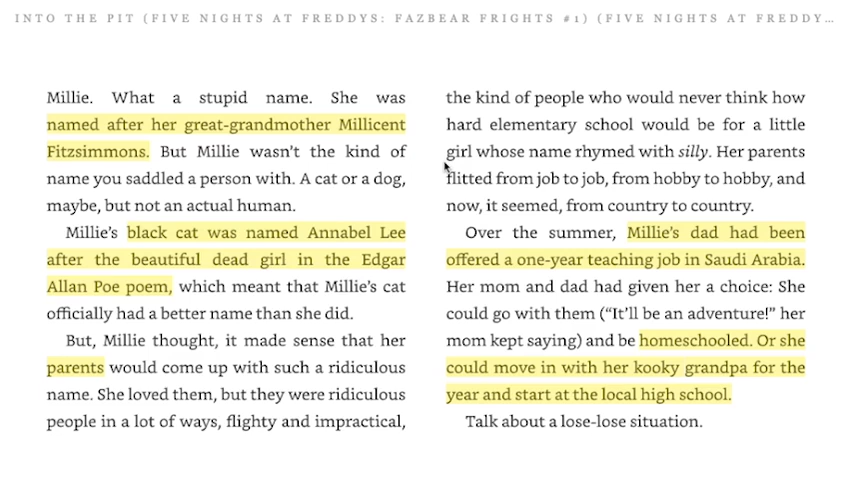 INTO THE PIT (FIVE NIGHTS AT FREDDYS: FAZBEAR FRIGHTS #1) (FIVE NIGHTS AT FREDDY...
Millie. What a stupid name. She was
named after her great-grandmother Millicent
Fitzsimmons. But Millie wasn't the kind of
name you saddled a person with. A cat or a dog,
maybe, but not an actual human.
Millie's black cat was named Annabel Lee
after the beautiful dead girl in the Edgar
Allan Poe poem, which meant that Millie's cat
officially had a better name than she did.
But, Millie thought, it made sense that her
parents would come up with such a ridiculous
name. She loved them, but they were ridiculous
people in a lot of ways, flighty and impractical,
the kind of people who would never think how
hard elementary school would be for a little
girl whose name rhymed with silly. Her parents
flitted from job to job, from hobby to hobby, and
now, it seemed, from country to country.
Over the summer, Millie's dad had been
offered a one-year teaching job in Saudi Arabia.
Her mom and dad had given her a choice: She
could go with them ("It'll be an adventure!" her
mom kept saying) and be homeschooled. Or she
could move in with her kooky grandpa for the
year and start at the local high school.
Talk about a lose-lose situation.